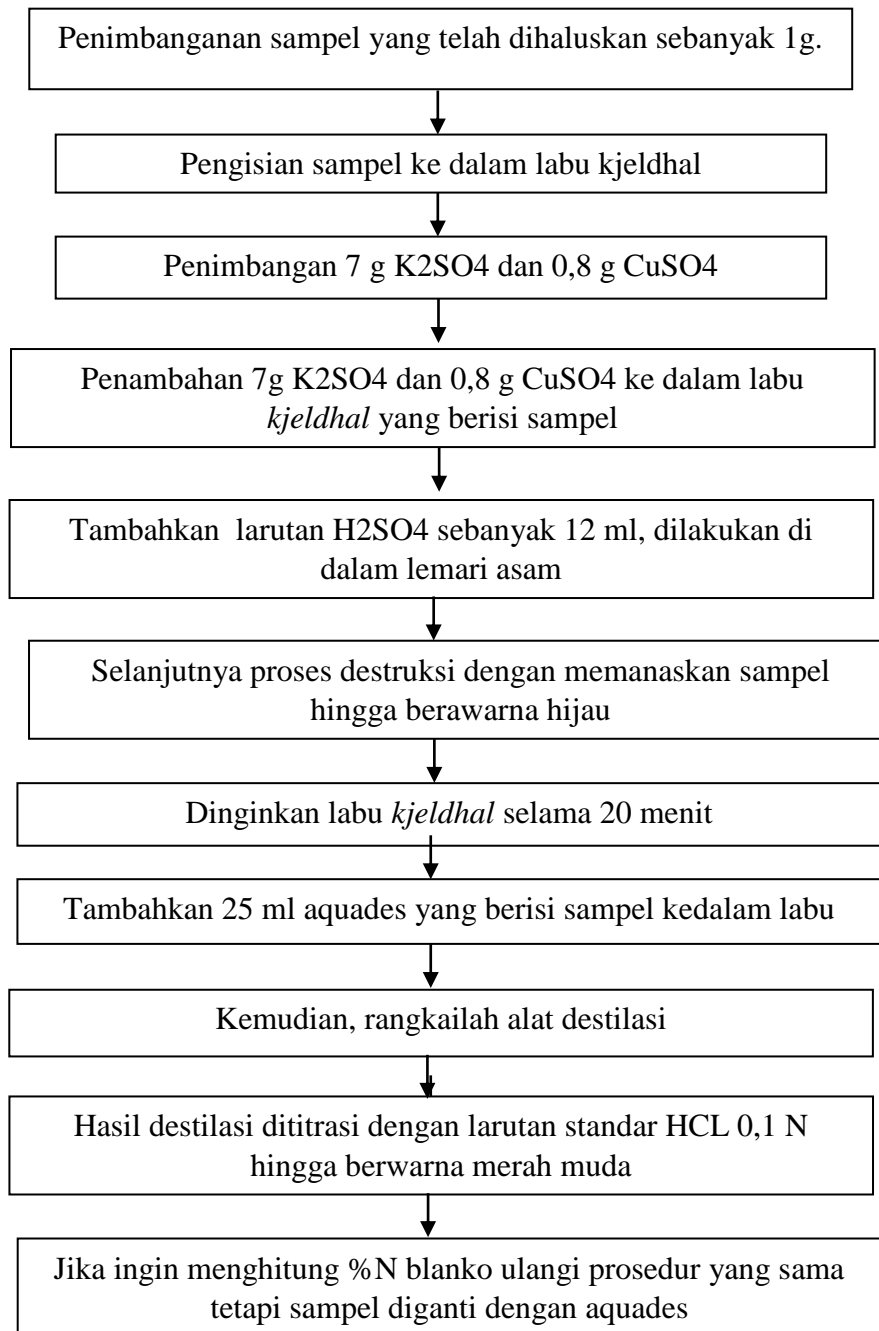 Penimbanganan sampel yang telah dihaluskan sebanyak 1g.
Pengisian sampel ke dalam labu kjeldhal
Penimbangan 7 g K2SO4 dan 0,8 g CuSO4
Penambahan 7g K2SO4 dan 0,8 g CuSO4 ke dalam labu
kjeldhal yang berisi sampel
Tambahkan larutan H2SO4 sebanyak 12 ml, dilakukan di
dalam lemari asam
Selanjutnya proses destruksi dengan memanaskan sampel
hingga berawarna hijau
Dinginkan labu kjeldhal selama 20 menit
Tambahkan 25 ml aquades yang berisi sampel kedalam labu
Kemudian, rangkailah alat destilasi
Hasil destilasi dititrasi dengan larutan standar HCL 0,1 N
hingga berwarna merah muda
Jika ingin menghitung %N blanko ulangi prosedur yang sama
tetapi sampel diganti dengan aquades